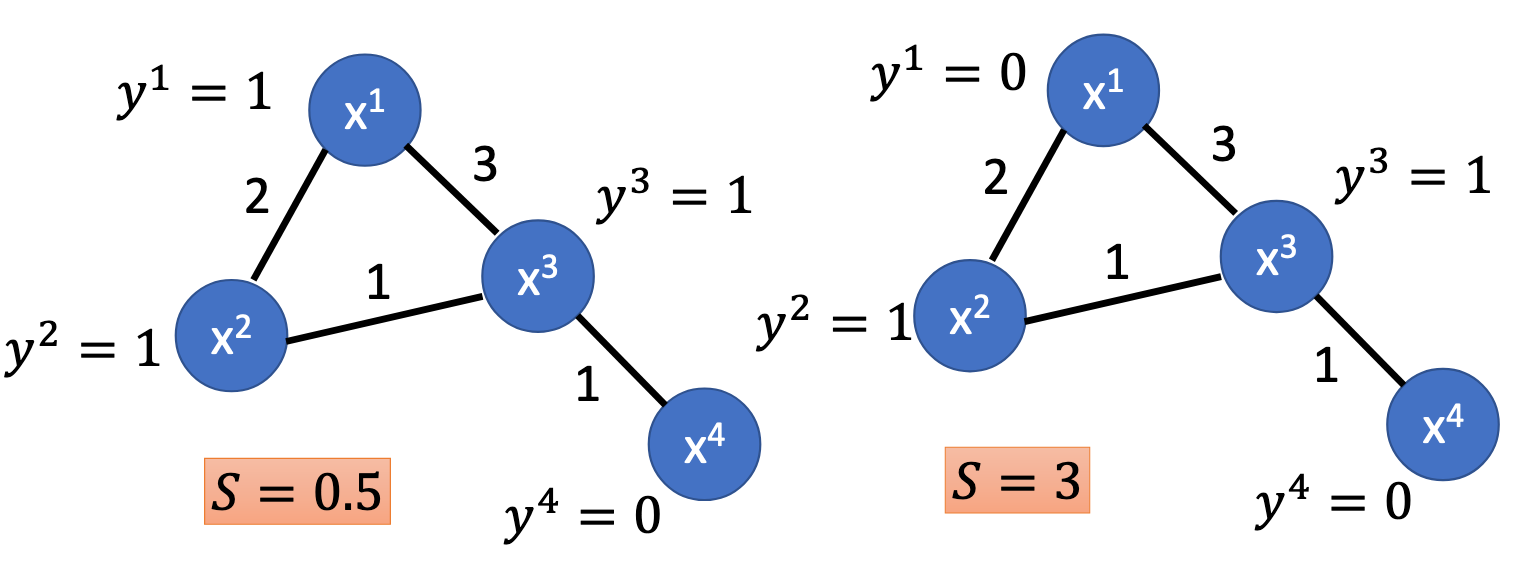 y¹ = 1
x¹
2
3
y³ = 1
x³
1
y² = 1
x²
1
x⁴
S = 0.5
y⁴ = 0
y¹ = 0
x¹
2
3
y³ = 1
x³
1
y² = 1
x²
1
x⁴
S = 3
y⁴ = 0